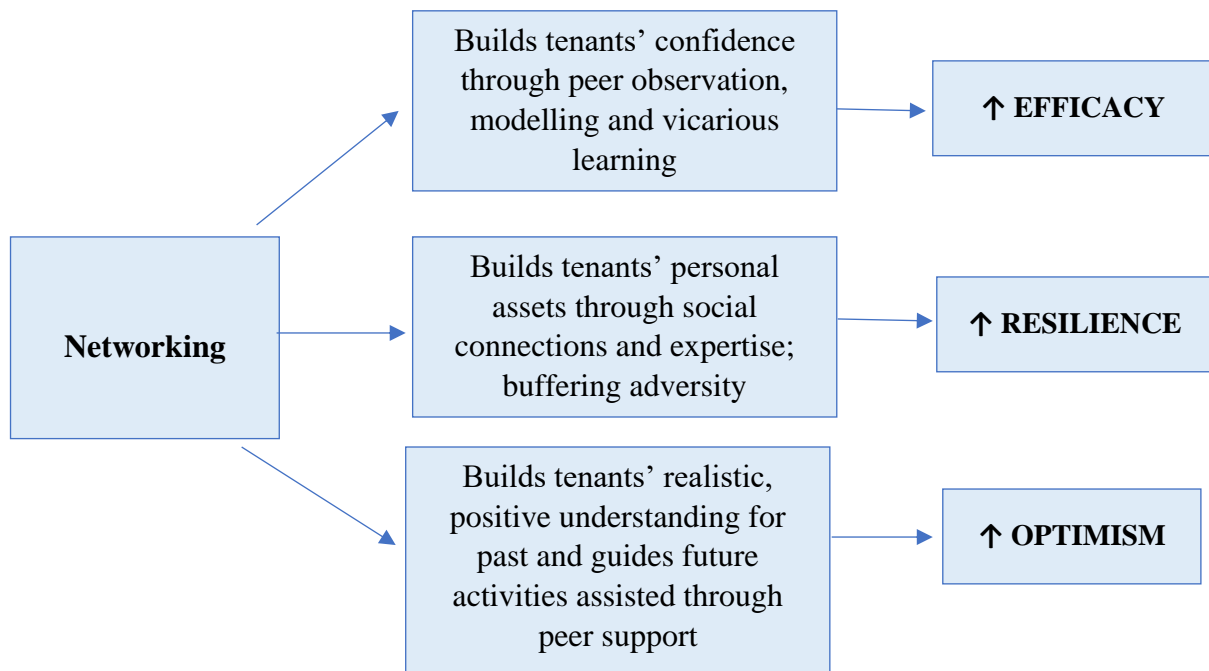 Builds tenants’ confidence
through peer observation,
modelling and vicarious
learning
↑ EFFICACY
Networking
Builds tenants’ personal
assets through social
connections and expertise;
buffering adversity
↑ RESILIENCE
Builds tenants’ realistic,
positive understanding for
past and guides future
activities assisted through
peer support
↑ OPTIMISM